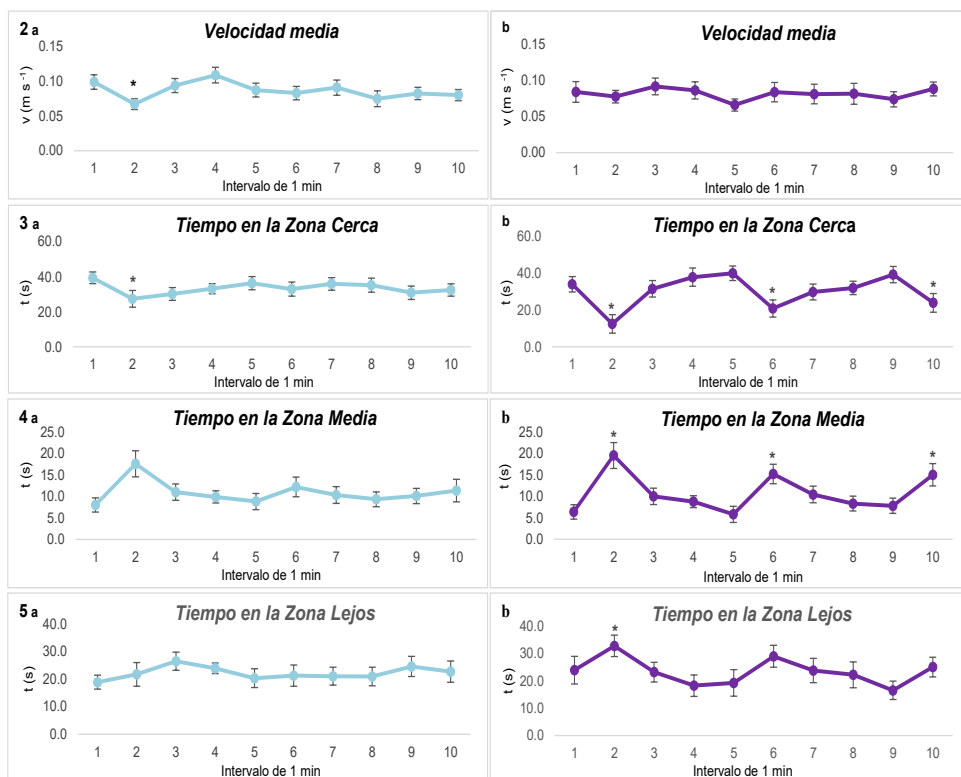 2 a
Velocidad media
0.15
0.10
0.05
0.00
v (m s⁻¹)
*
1 2 3 4 5 6 7 8 9 10
Intervalo de 1 min
b
Velocidad media
0.15
0.10
0.05
0.00
v (m s⁻¹)
1 2 3 4 5 6 7 8 9 10
Intervalo de 1 min
3 a
Tiempo en la Zona Cerca
60.0
40.0
20.0
0.0
t (s)
*
1 2 3 4 5 6 7 8 9 10
Intervalo de 1 min
b
Tiempo en la Zona Cerca
60.0
40.0
20.0
0.0
t (s)
* * *
1 2 3 4 5 6 7 8 9 10
Intervalo de 1 min
4 a
Tiempo en la Zona Media
25.0
20.0
15.0
10.0
5.0
0.0
t (s)
1 2 3 4 5 6 7 8 9 10
Intervalo de 1 min
b
Tiempo en la Zona Media
25.0
20.0
15.0
10.0
5.0
0.0
t (s)
* * *
1 2 3 4 5 6 7 8 9 10
Intervalo de 1 min
5 a
Tiempo en la Zona Lejos
40.0
30.0
20.0
10.0
0.0
t (s)
1 2 3 4 5 6 7 8 9 10
Intervalo de 1 min
b
Tiempo en la Zona Lejos
40.0
30.0
20.0
10.0
0.0
t (s)
*
1 2 3 4 5 6 7 8 9 10
Intervalo de 1 min